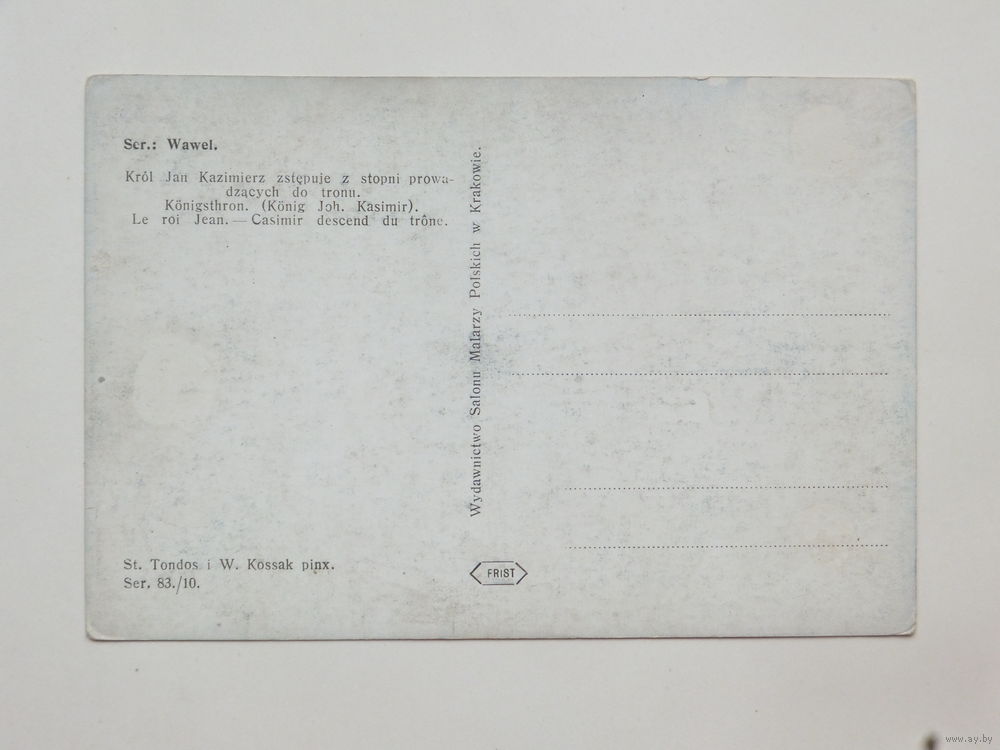 Ser.: Wawel.
Król Jan Kazimierz zstępuje z stopni prowa-
dzących do tronu.
Königsthron. (König Joh. Kasimir).
Le roi Jean. — Casimir descend du trône.
Wydawnictwo Salonu Malarzy Polskich w Krakowie.
St. Tondos i W. Kossak pinx.
Ser. 83./10.
FRIST
www.ay.by